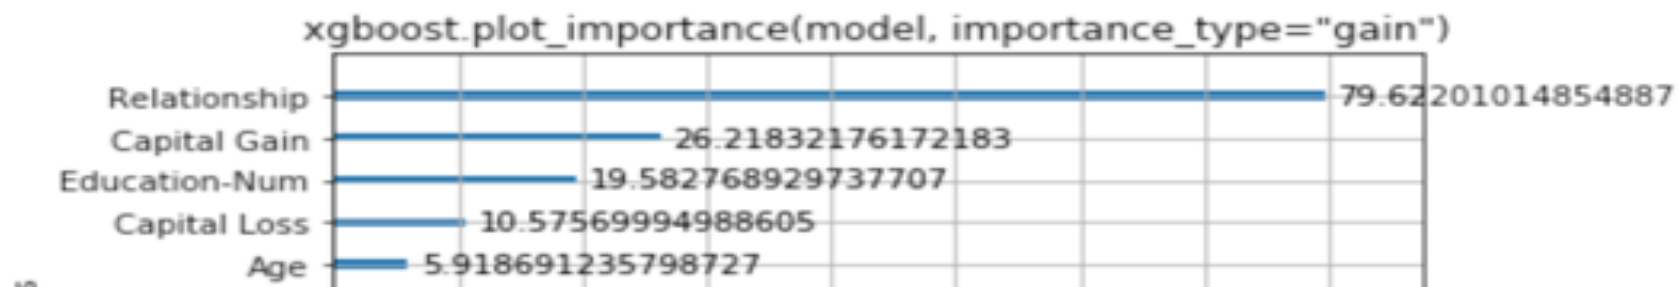 xgboost.plot_importance(model, importance_type="gain")
Relationship 79.62201014854887
Capital Gain 26.21832176172183
Education-Num 19.582768929737707
Capital Loss 10.57569994988605
Age 5.918691235798727